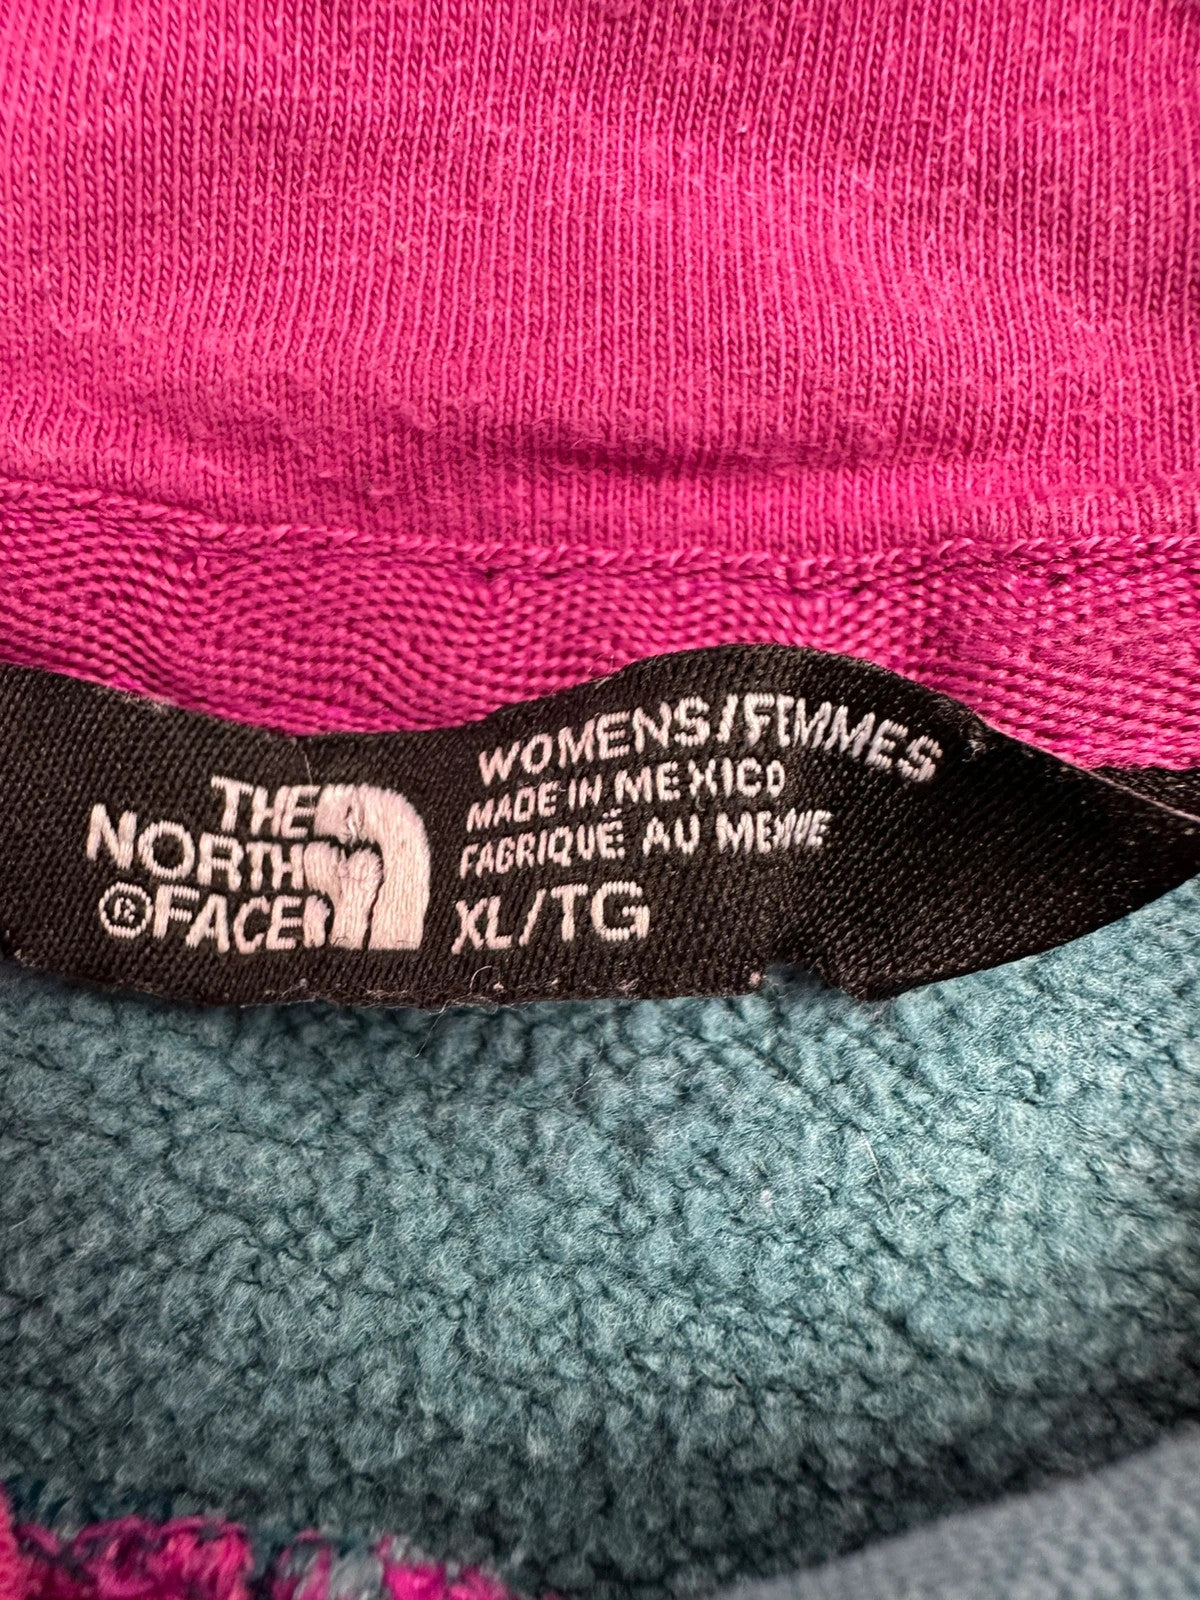 THE
NORTH
®FACE
WOMENS/FEMMES
MADE IN MEXICO
FABRIQUÉ AU MEXIQUE
XL/TG